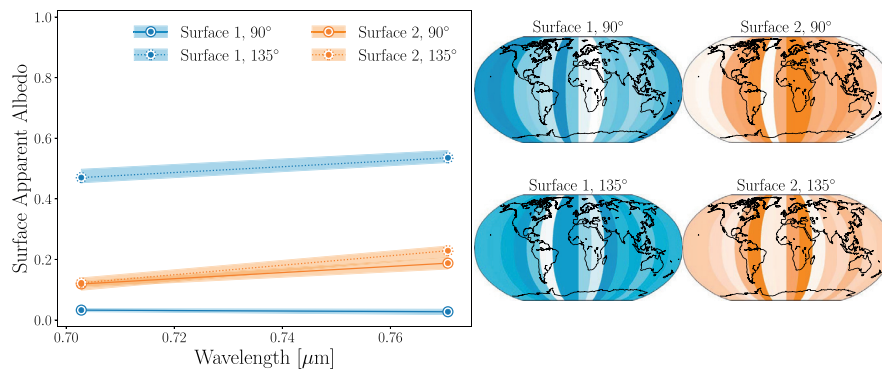 Surface 1, 90°
Surface 2, 90°
Surface 1, 135°
Surface 2, 135°
Surface Apparent Albedo
1.0
0.8
0.6
0.4
0.2
0.0
0.70
0.72
0.74
0.76
Wavelength [μm]
Surface 1, 90°
Surface 2, 90°
Surface 1, 135°
Surface 2, 135°